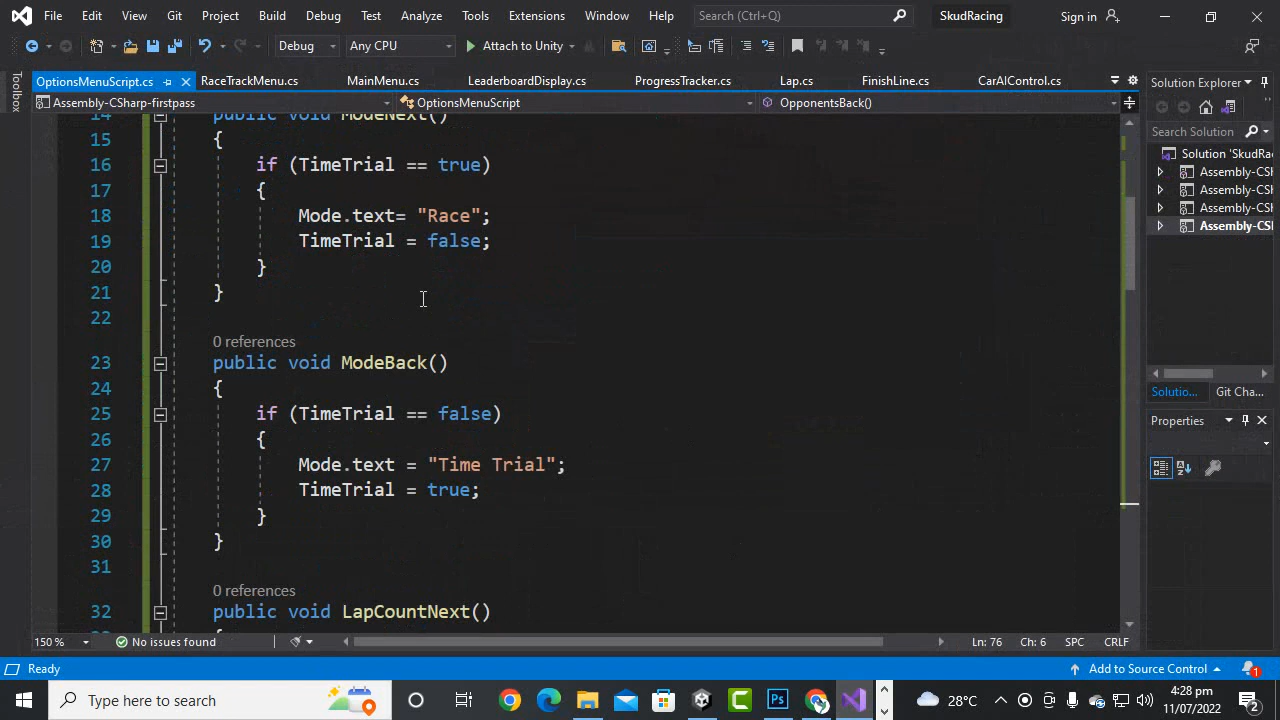 File Edit View Git Project Build Debug Test Analyze Tools Extensions Window Help Search (Ctrl+Q) SkudRacing Sign in
Debug Any CPU Attach to Unity
Toolbox
OptionsMenuScript.cs RaceTrackMenu.cs MainMenu.cs LeaderboardDisplay.cs ProgressTracker.cs Lap.cs FinishLine.cs CarAIControl.cs
Assembly-CSharp-firstpass OptionsMenuScript OpponentsBack()
14 public void ModeNext()
15 {
16 if (TimeTrial == true)
17 {
18 Mode.text= "Race";
19 TimeTrial = false;
20 }
21 }
22
0 references
23 public void ModeBack()
24 {
25 if (TimeTrial == false)
26 {
27 Mode.text = "Time Trial";
28 TimeTrial = true;
29 }
30 }
31
0 references
32 public void LapCountNext()
150 % No issues found Ln: 76 Ch: 6 SPC CRLF
Solution Explorer
Search Solution
Solution 'SkudRac
Assembly-CSH
Assembly-CSH
Assembly-CSH
Assembly-CSH
Solutio... Git Cha...
Properties
Ready Add to Source Control 1
Type here to search 28°C 4:28 pm
11/07/2022 2